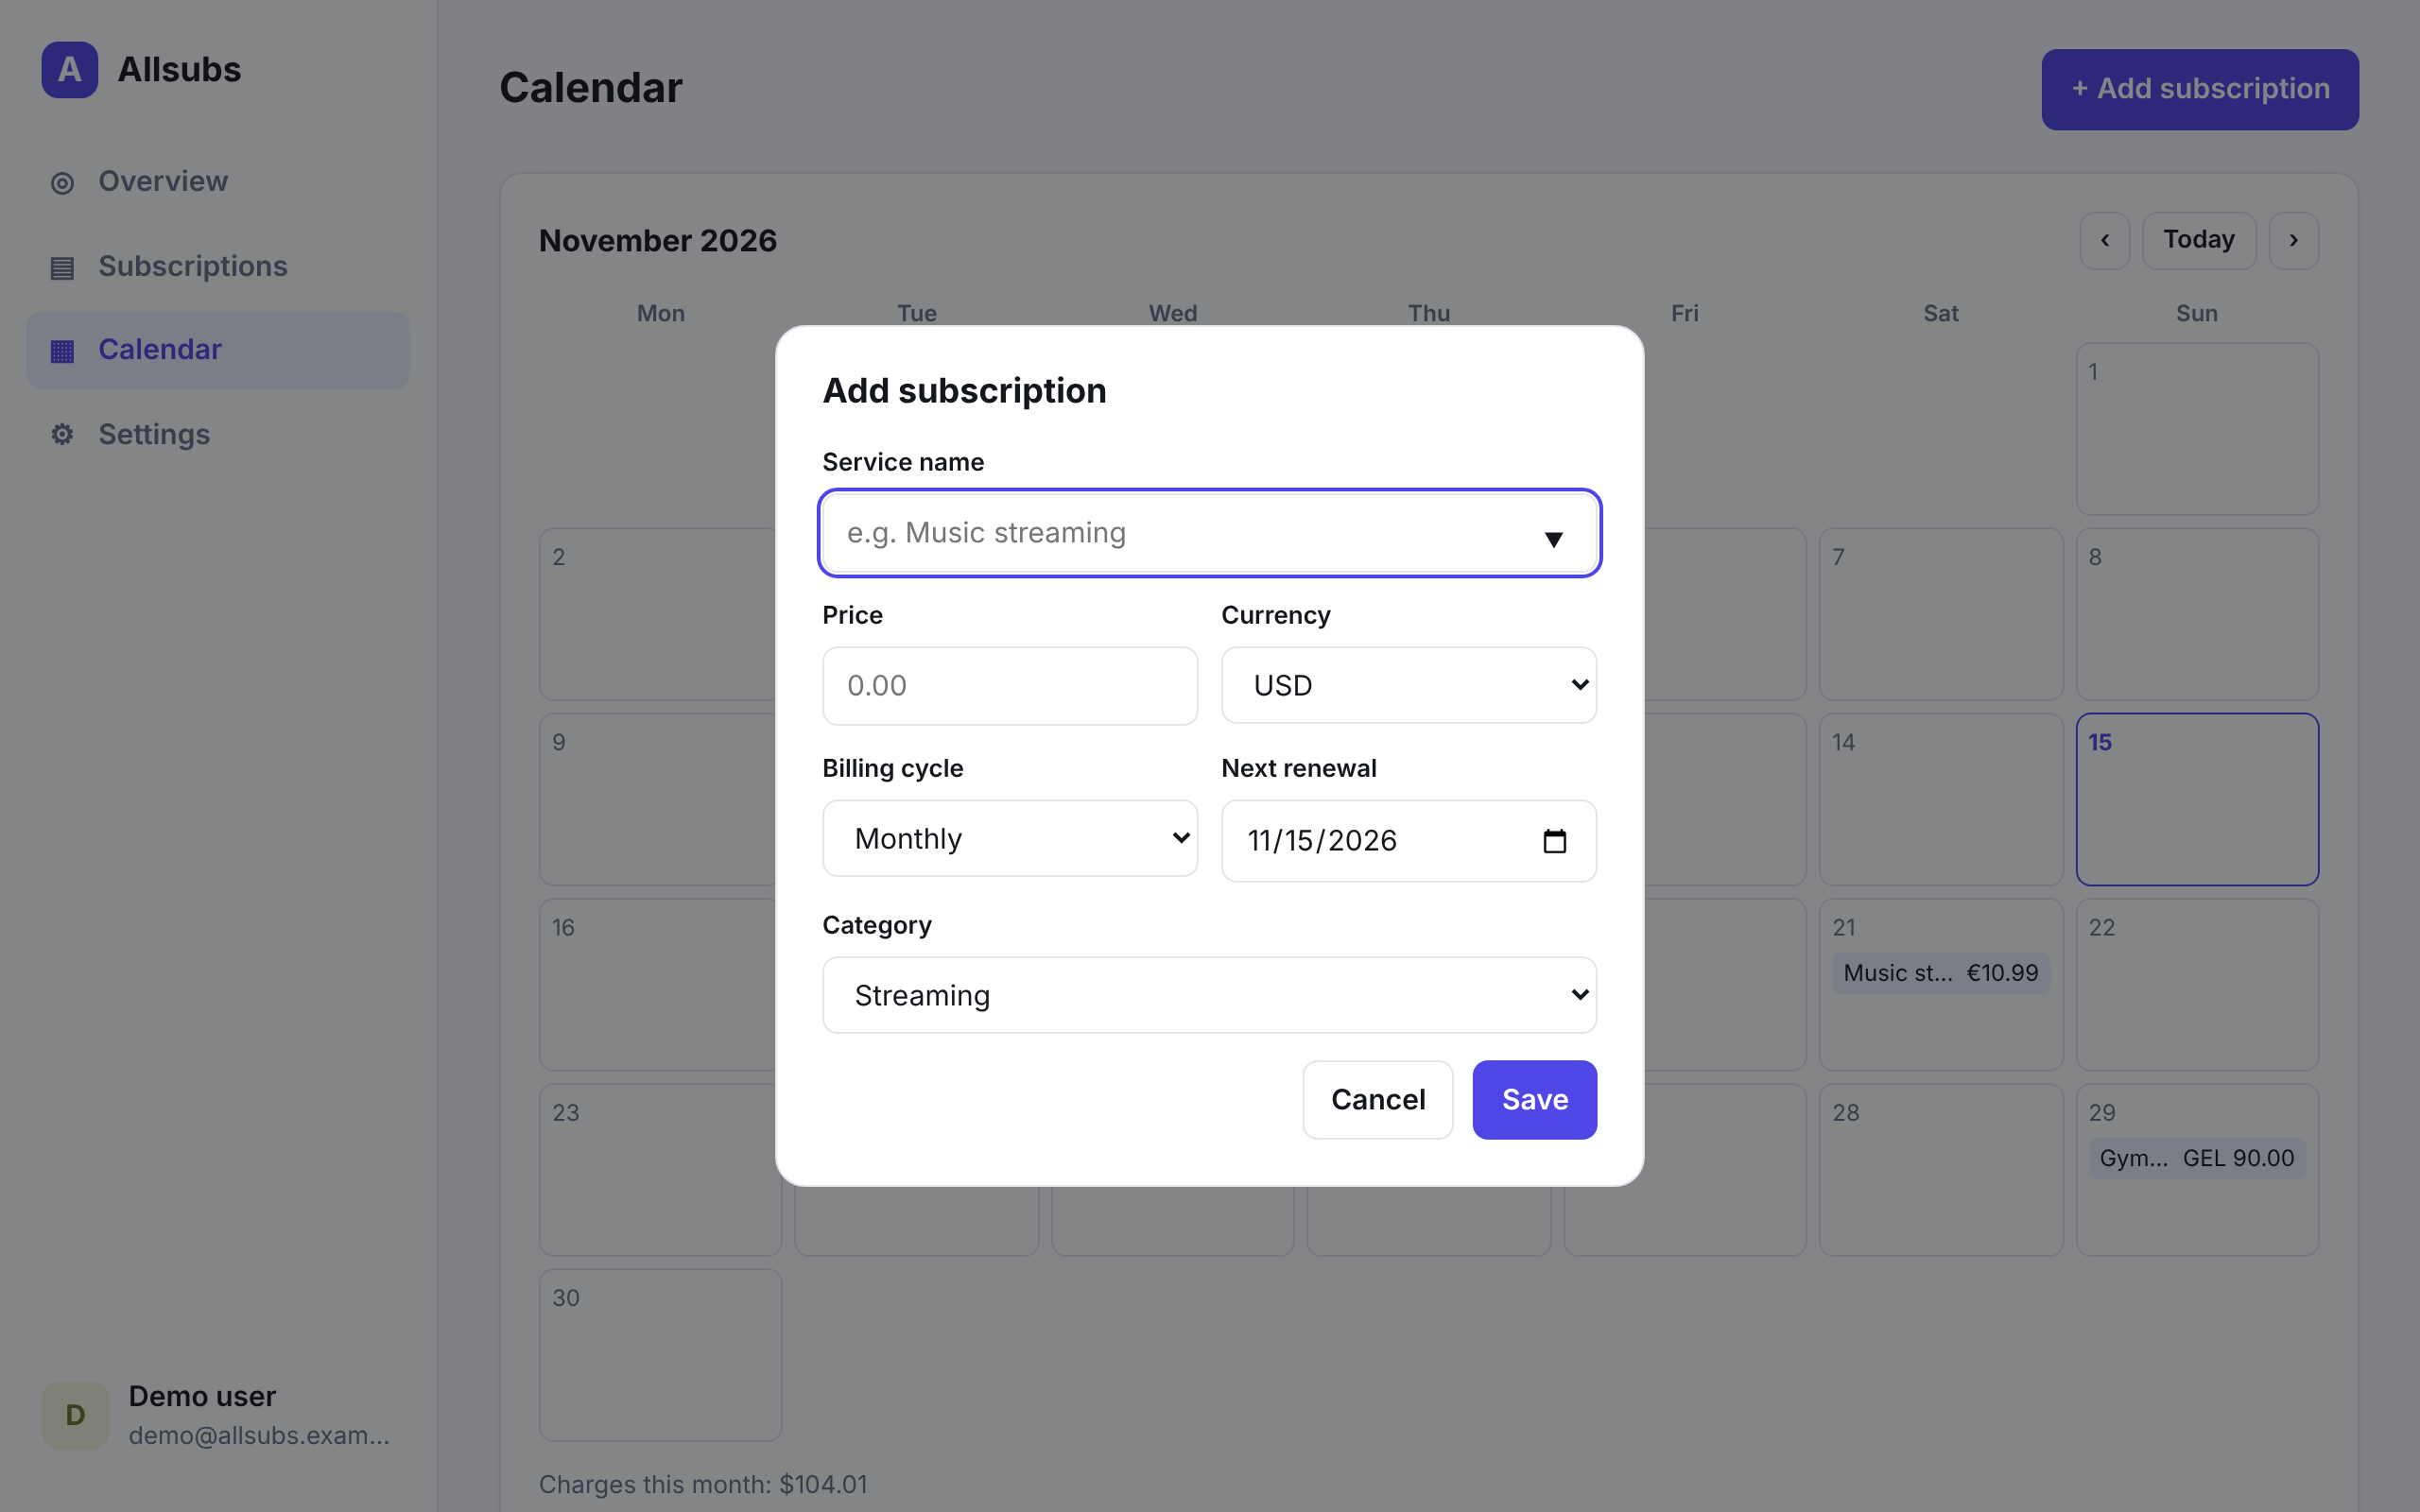 A Allsubs
Overview
Subscriptions
Calendar
Settings
D
Demo user
demo@allsubs.exam...
Calendar
+ Add subscription
November 2026
‹ Today ›
Mon Tue Wed Thu Fri Sat Sun
1
2 7 8
9 14 15
16 21 22
Music st... €10.99
23 28 29
Gym... GEL 90.00
30
Charges this month: $104.01
Add subscription
Service name
e.g. Music streaming
Price Currency
0.00 USD
Billing cycle Next renewal
Monthly 11/15/2026
Category
Streaming
Cancel Save